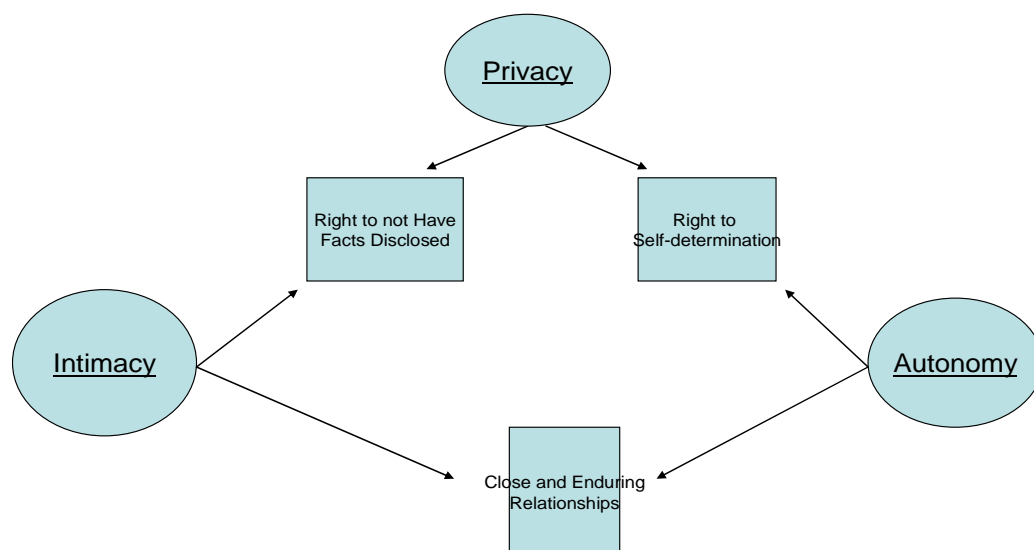 Privacy
Right to not Have
Facts Disclosed
Right to
Self-determination
Intimacy
Autonomy
Close and Enduring
Relationships